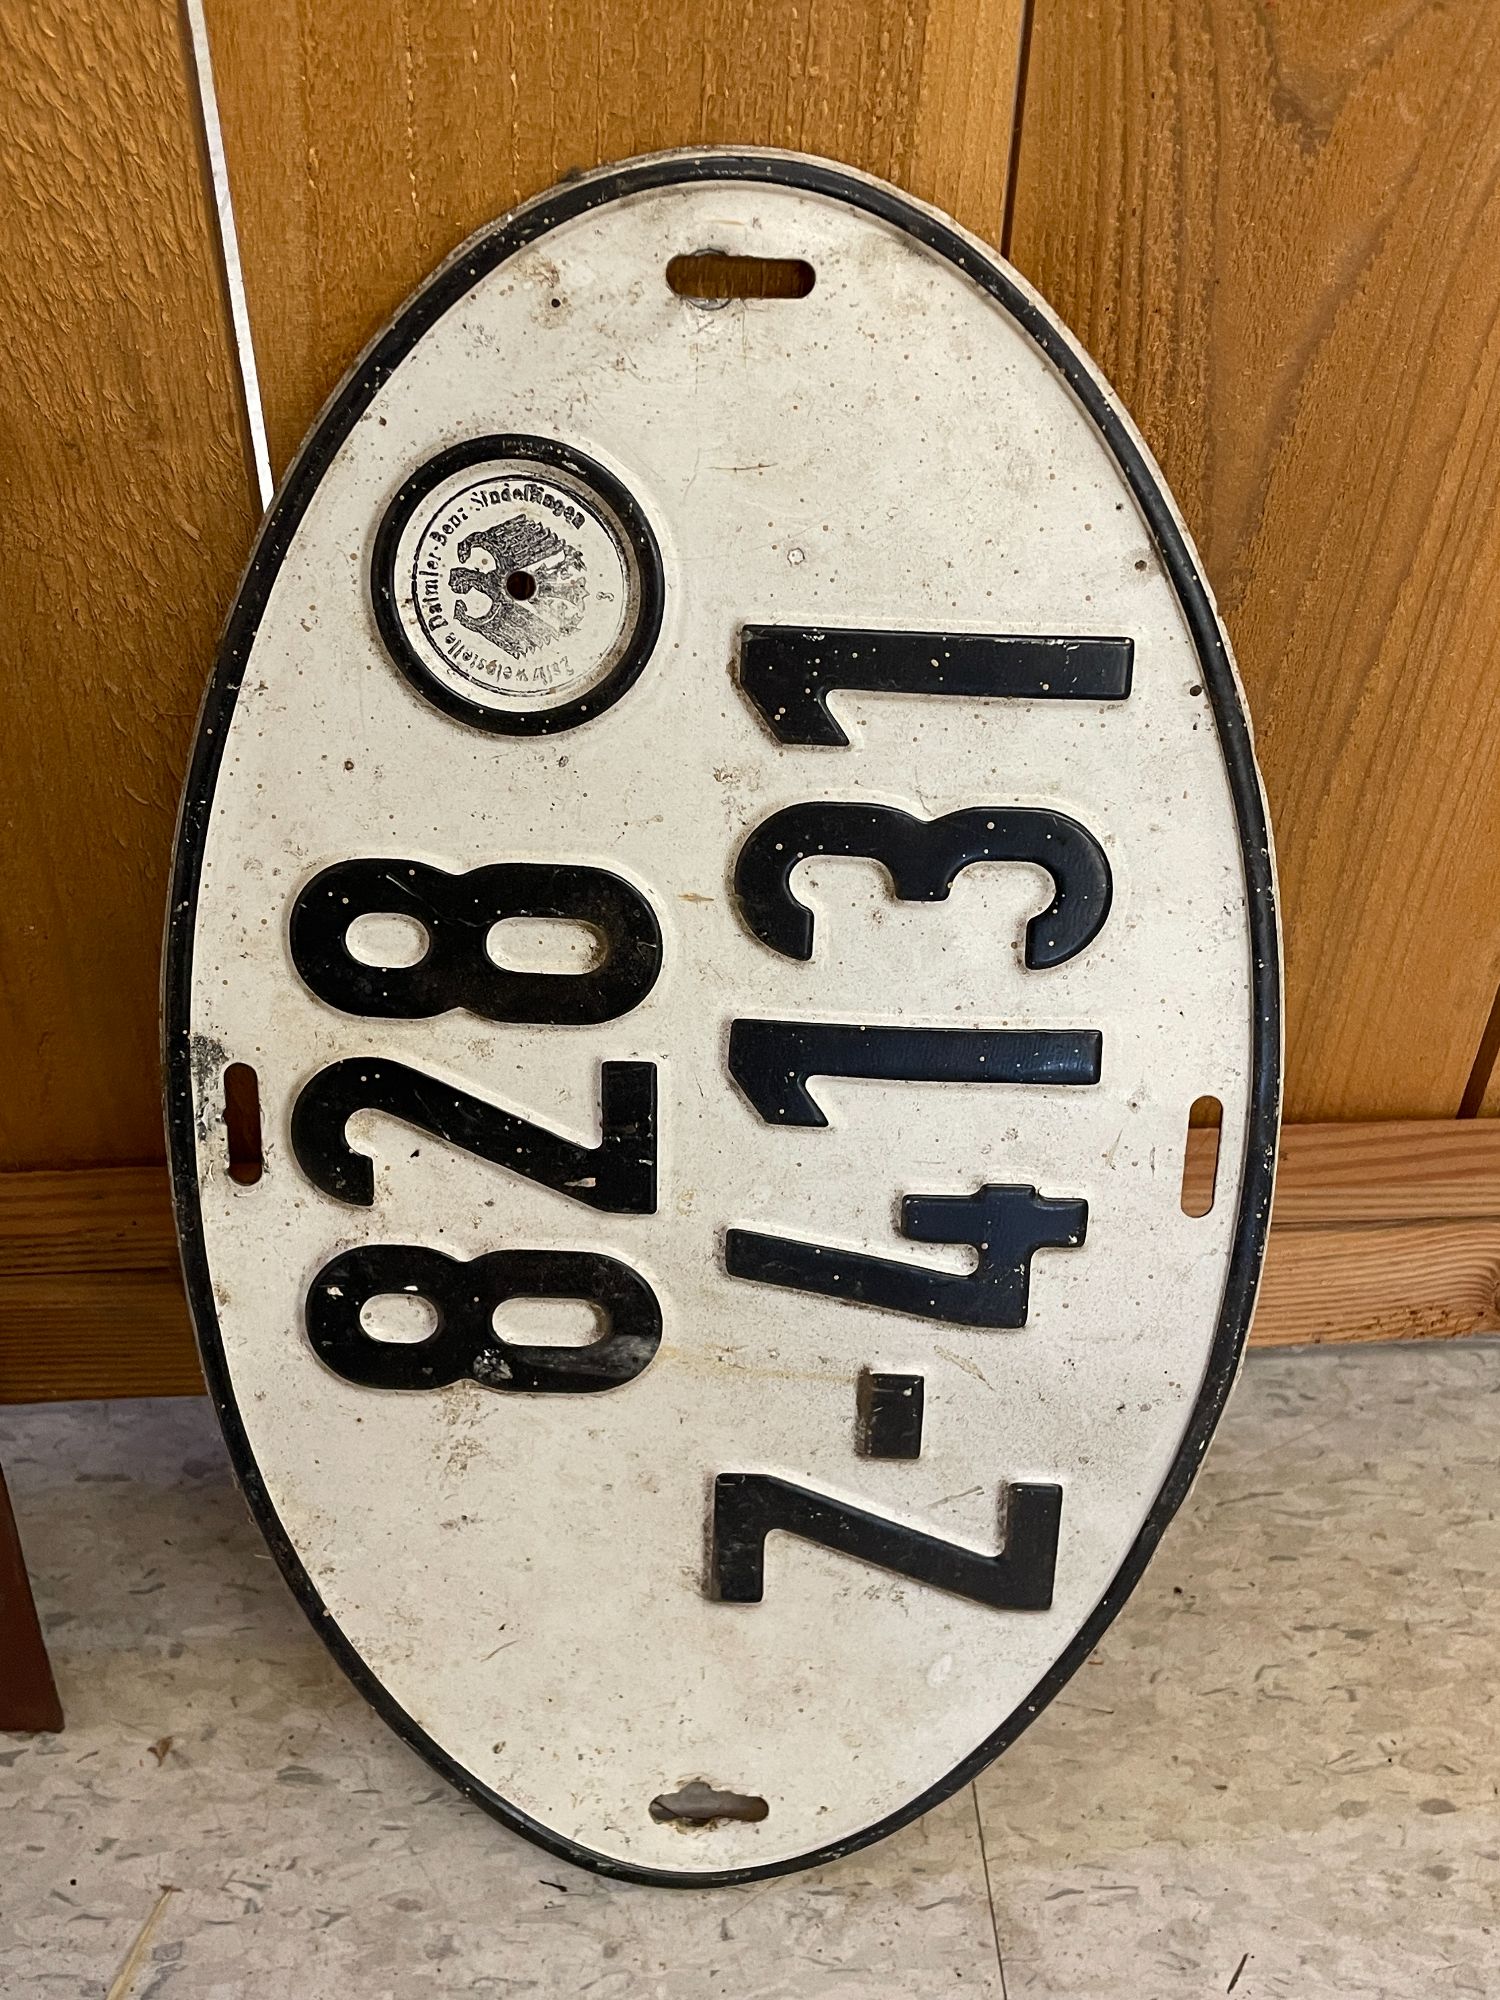 828
Zollzweigstelle Daimler-Benz-Sindelfingen
Z-4131